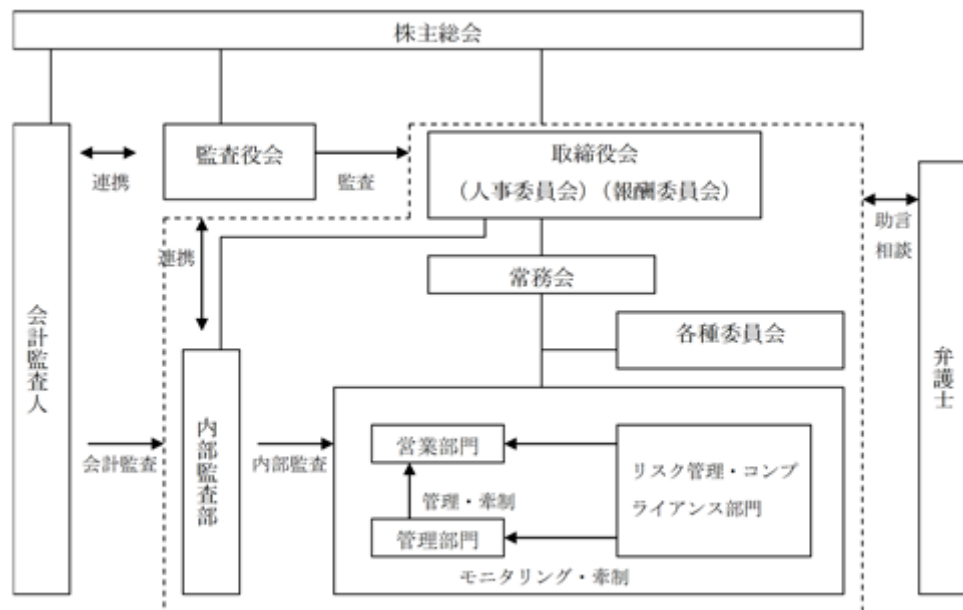 株主総会
監査役会
取締役会
（人事委員会）（報酬委員会）
連携
監査
助言
相談
連携
常務会
各種委員会
会計監査人
弁護士
内部監査部
会計監査
内部監査
営業部門
リスク管理・コンプ
ライアンス部門
管理・牽制
管理部門
モニタリング・牽制